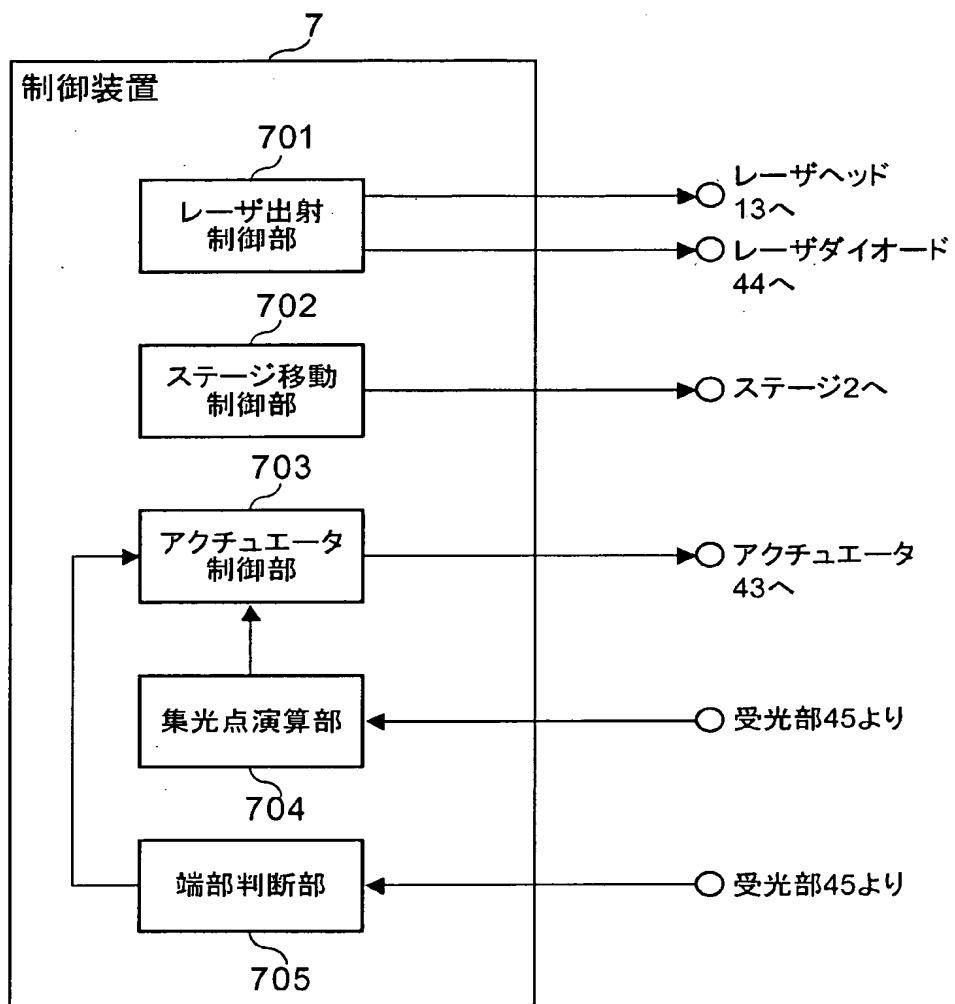 7
制御装置
701
レーザ出射
制御部
レーザヘッド
13へ
レーザダイオード
44へ
702
ステージ移動
制御部
ステージ2へ
703
アクチュエータ
制御部
アクチュエータ
43へ
集光点演算部
受光部45より
704
端部判断部
受光部45より
705